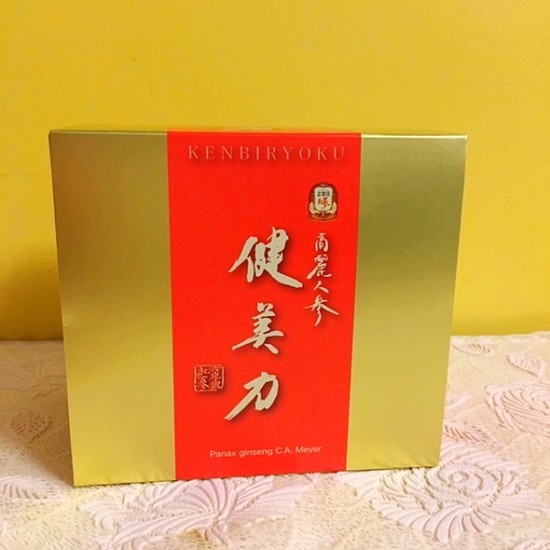 KENBIRYOKU
高麗人参
健美力
Panax ginseng C.A. Meyer